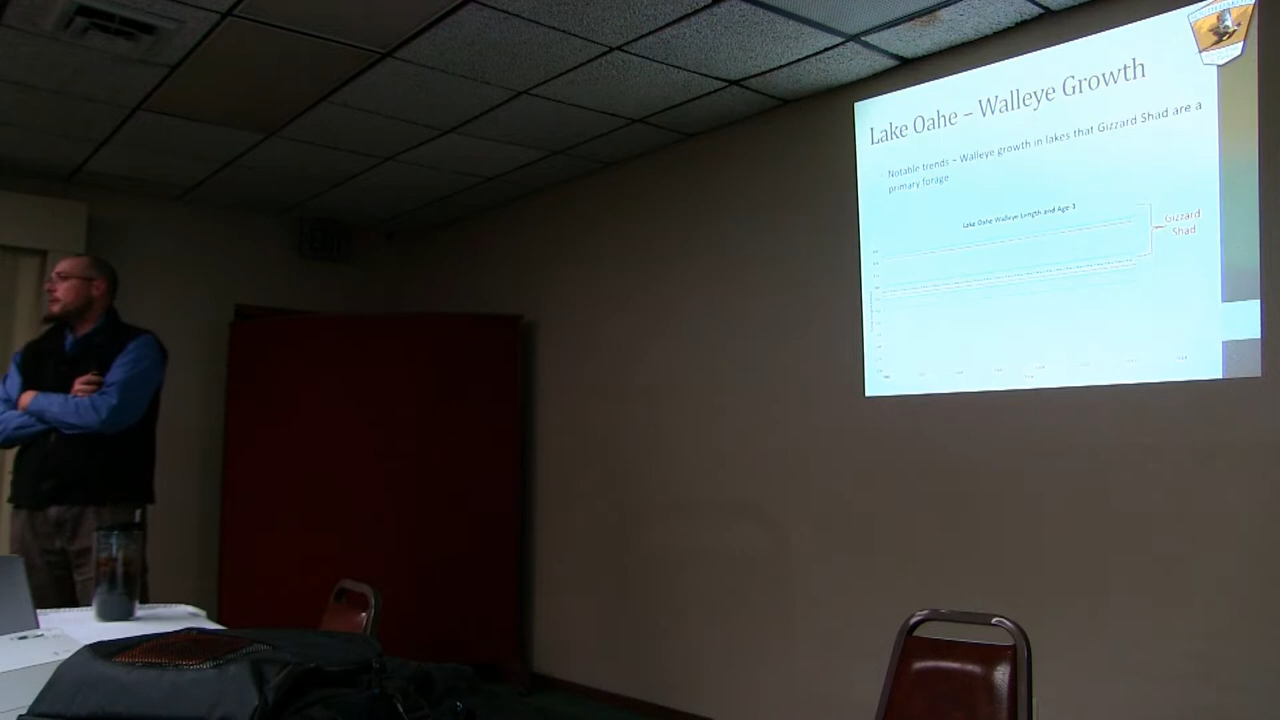 Lake Oahe – Walleye Growth
Notable trends – Walleye growth in lakes that Gizzard Shad are a
primary forage
Lake Oahe Walleye Length and Age-3
Gizzard
Shad
EXIT